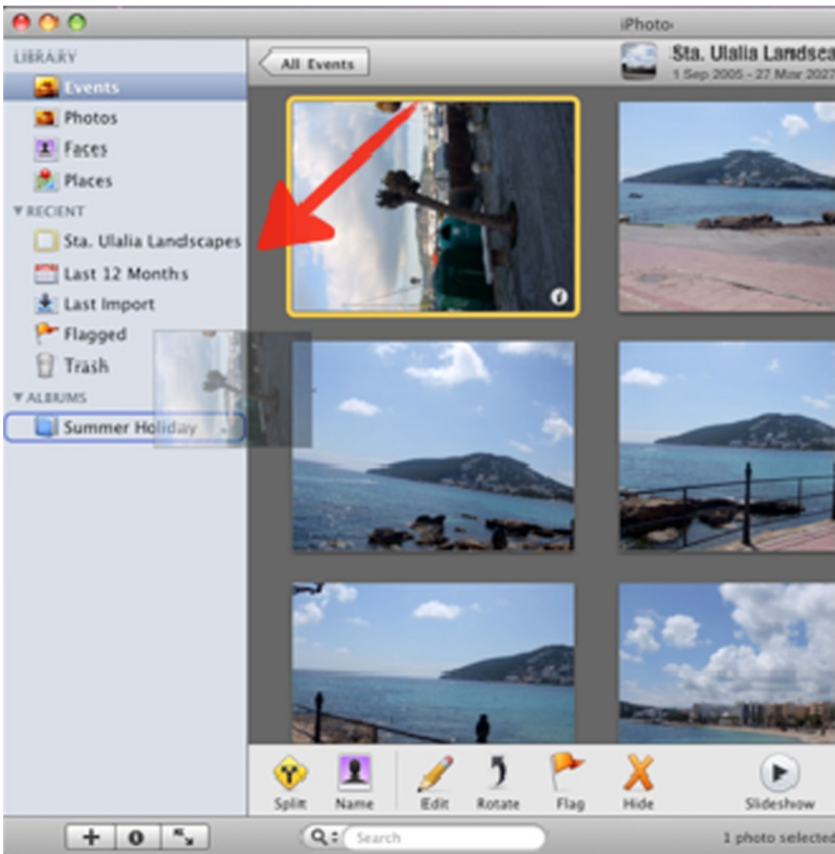 iPhoto
LIBRARY
Events
Photos
Faces
Places
RECENT
Sta. Ulalia Landscapes
Last 12 Months
Last Import
Flagged
Trash
ALBUMS
Summer Holiday
All Events
Sta. Ulalia Landsca
1 Sep 2005 - 27 Mar 2027
Split
Name
Edit
Rotate
Flag
Hide
Slideshow
Search
1 photo selected